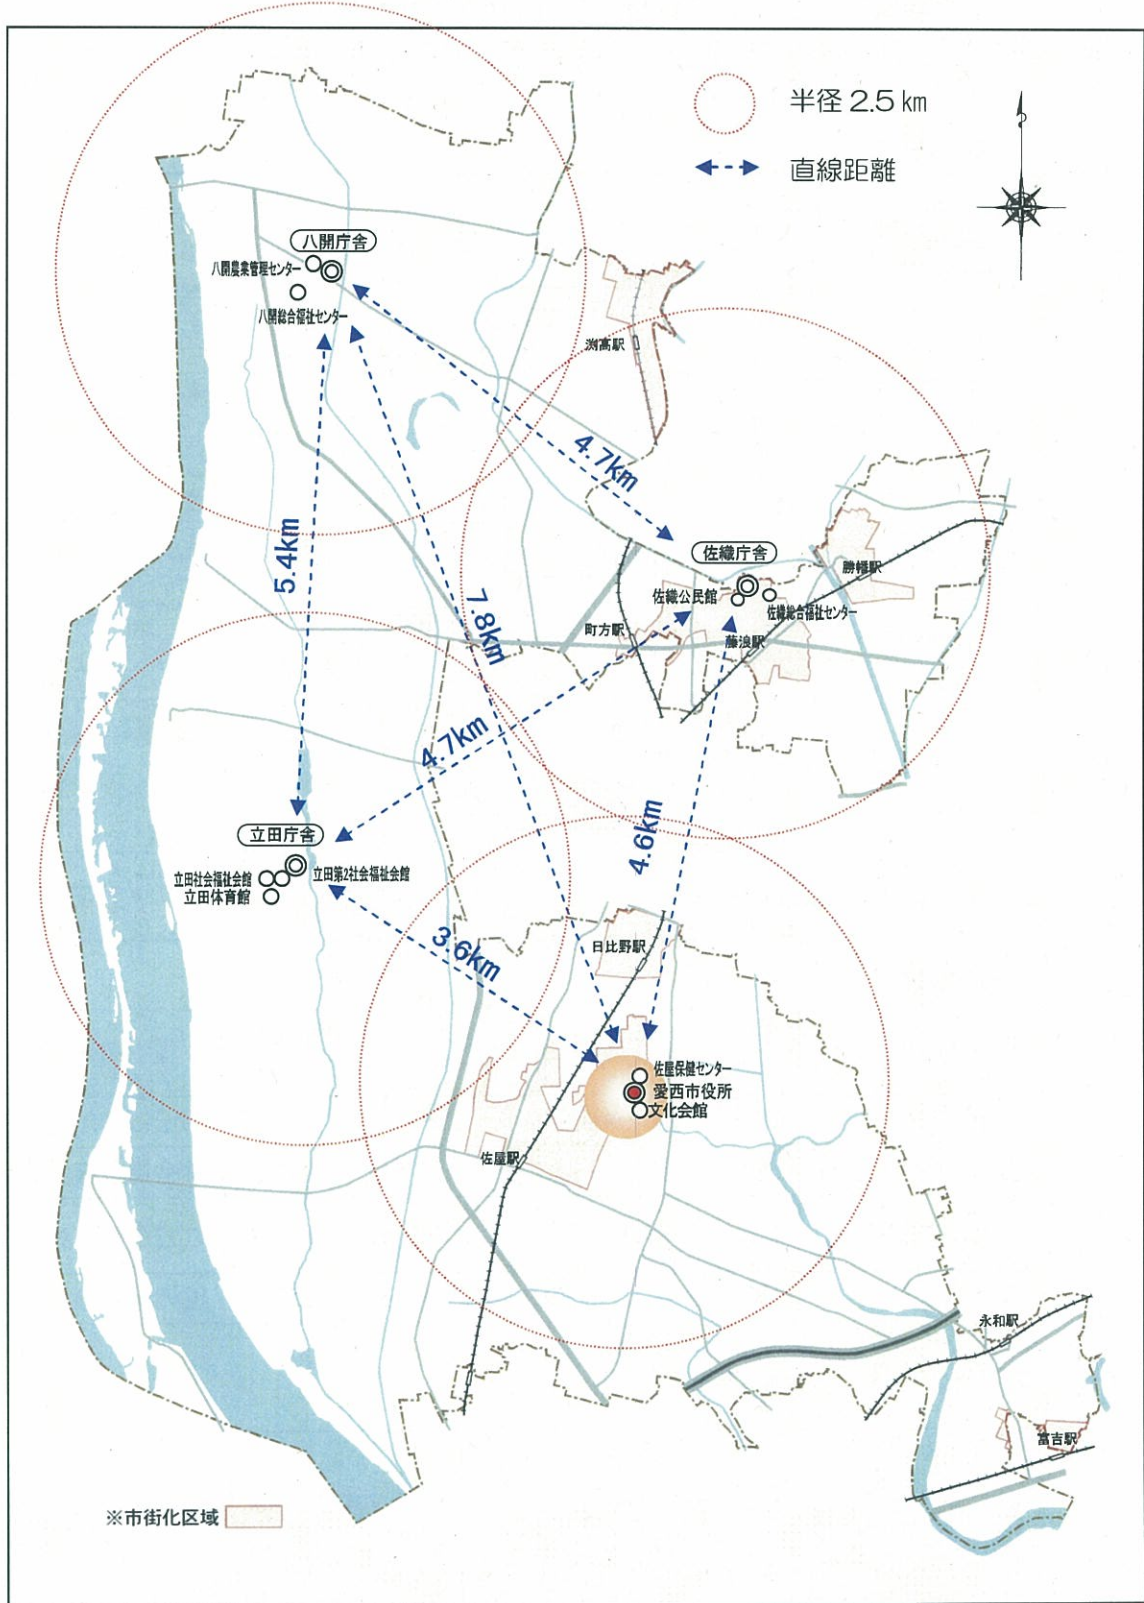 半径 2.5 km
直線距離
八開庁舎
八開農業管理センター
八開総合福祉センター
渕高駅
4.7km
佐織庁舎
勝幡駅
5.4km
佐織公民館
佐織総合福祉センター
7.8km
町方駅
藤浪駅
4.7km
立田庁舎
4.6km
立田社会福祉会館
立田第2社会福祉会館
立田体育館
3.6km
日比野駅
佐屋保健センター
愛西市役所
文化会館
佐屋駅
永和駅
富吉駅
※市街化区域